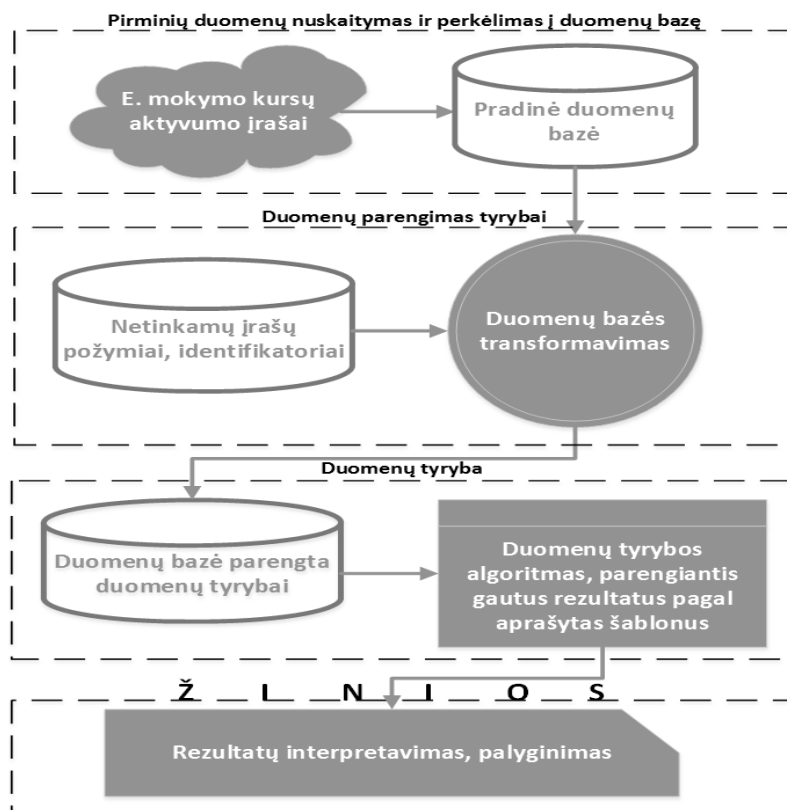 Pirminių duomenų nuskaitymas ir perkėlimas į duomenų bazę
E. mokymo kursų
aktyvumo įrašai
Pradinė duomenų
bazė
Duomenų parengimas tyrybai
Netinkamų įrašų
požymiai, identifikatoriai
Duomenų bazės
transformavimas
Duomenų tyryba
Duomenų bazė parengta
duomenų tyrybai
Duomenų tyrybos
algoritmas, parengiantis
gautus rezultatus pagal
aprašytas šablonus
Ž I N I O S
Rezultatų interpretavimas, palyginimas